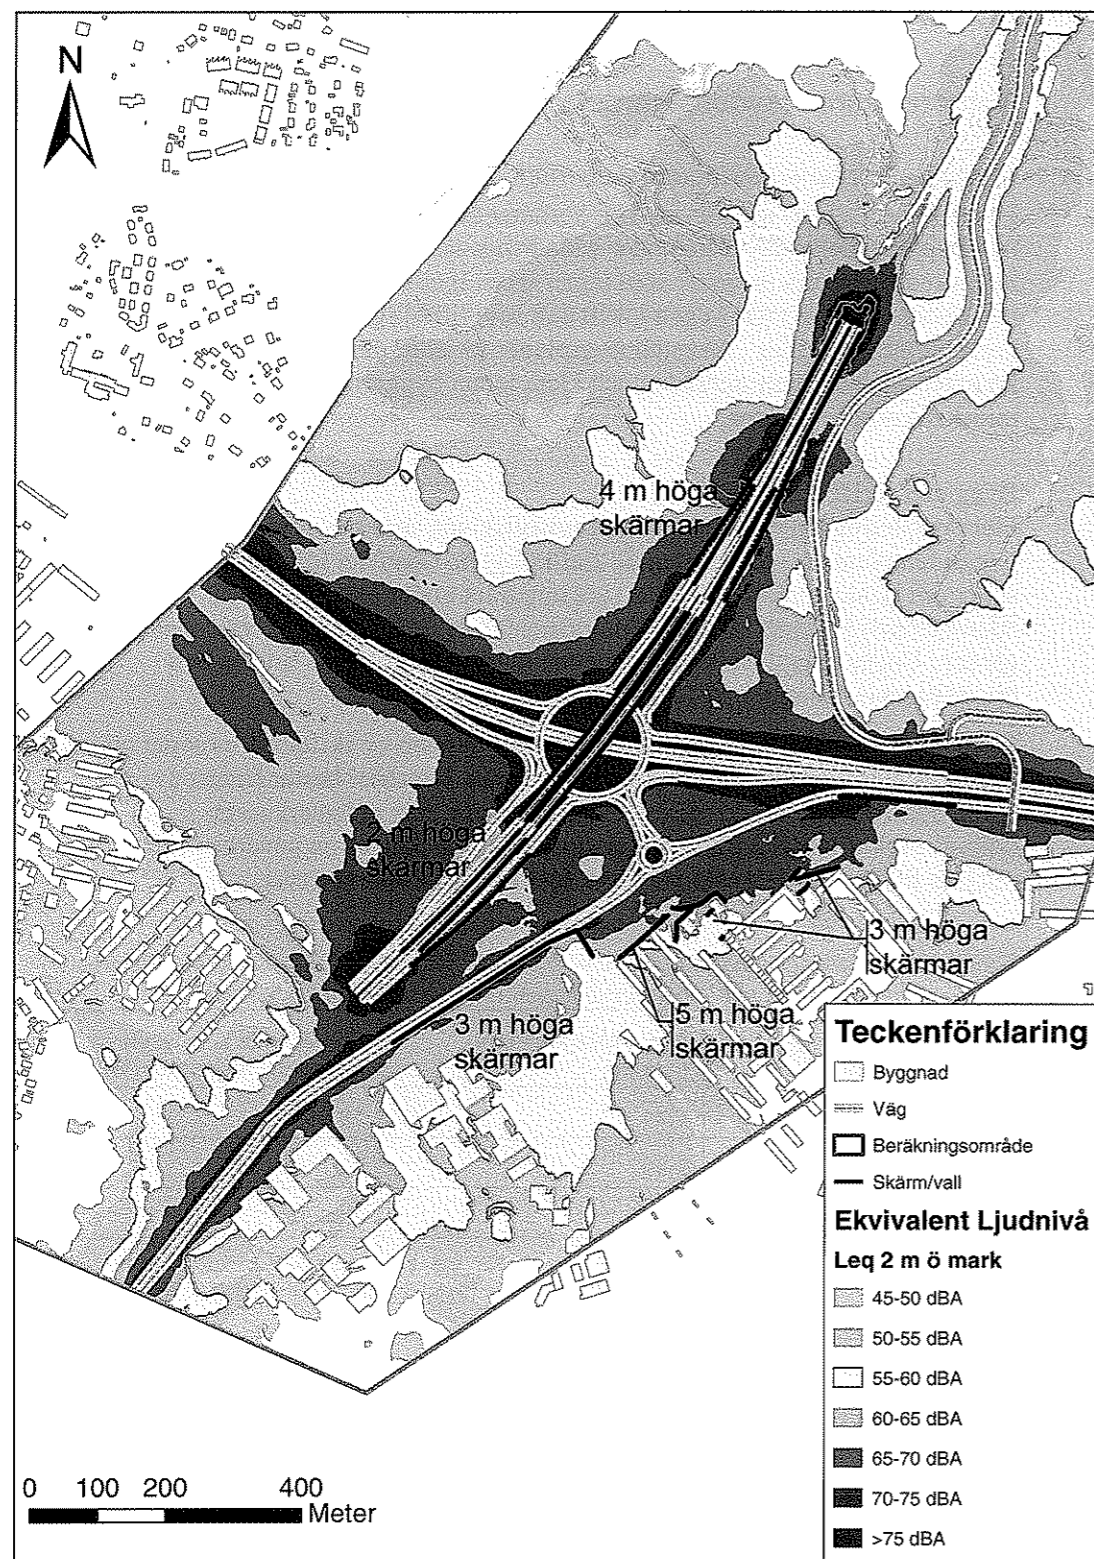 N
4 m höga
skärmar
2 m höga
skärmar
3 m höga
skärmar
5 m höga
skärmar
3 m höga
skärmar
Teckenförklaring
Byggnad
Väg
Beräkningsområde
Skärm/vall
Ekvivalent Ljudnivå
Leq 2 m ö mark
45-50 dBA
50-55 dBA
55-60 dBA
60-65 dBA
65-70 dBA
70-75 dBA
>75 dBA
0 100 200 400
Meter